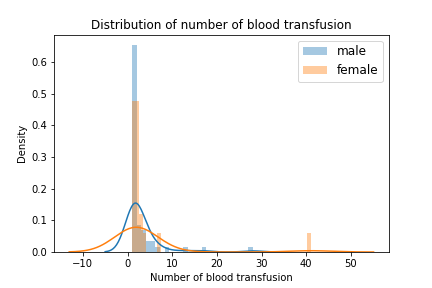 Distribution of number of blood transfusion
male
female
Density
0.6
0.5
0.4
0.3
0.2
0.1
0.0
−10
0
10
20
30
40
50
Number of blood transfusion